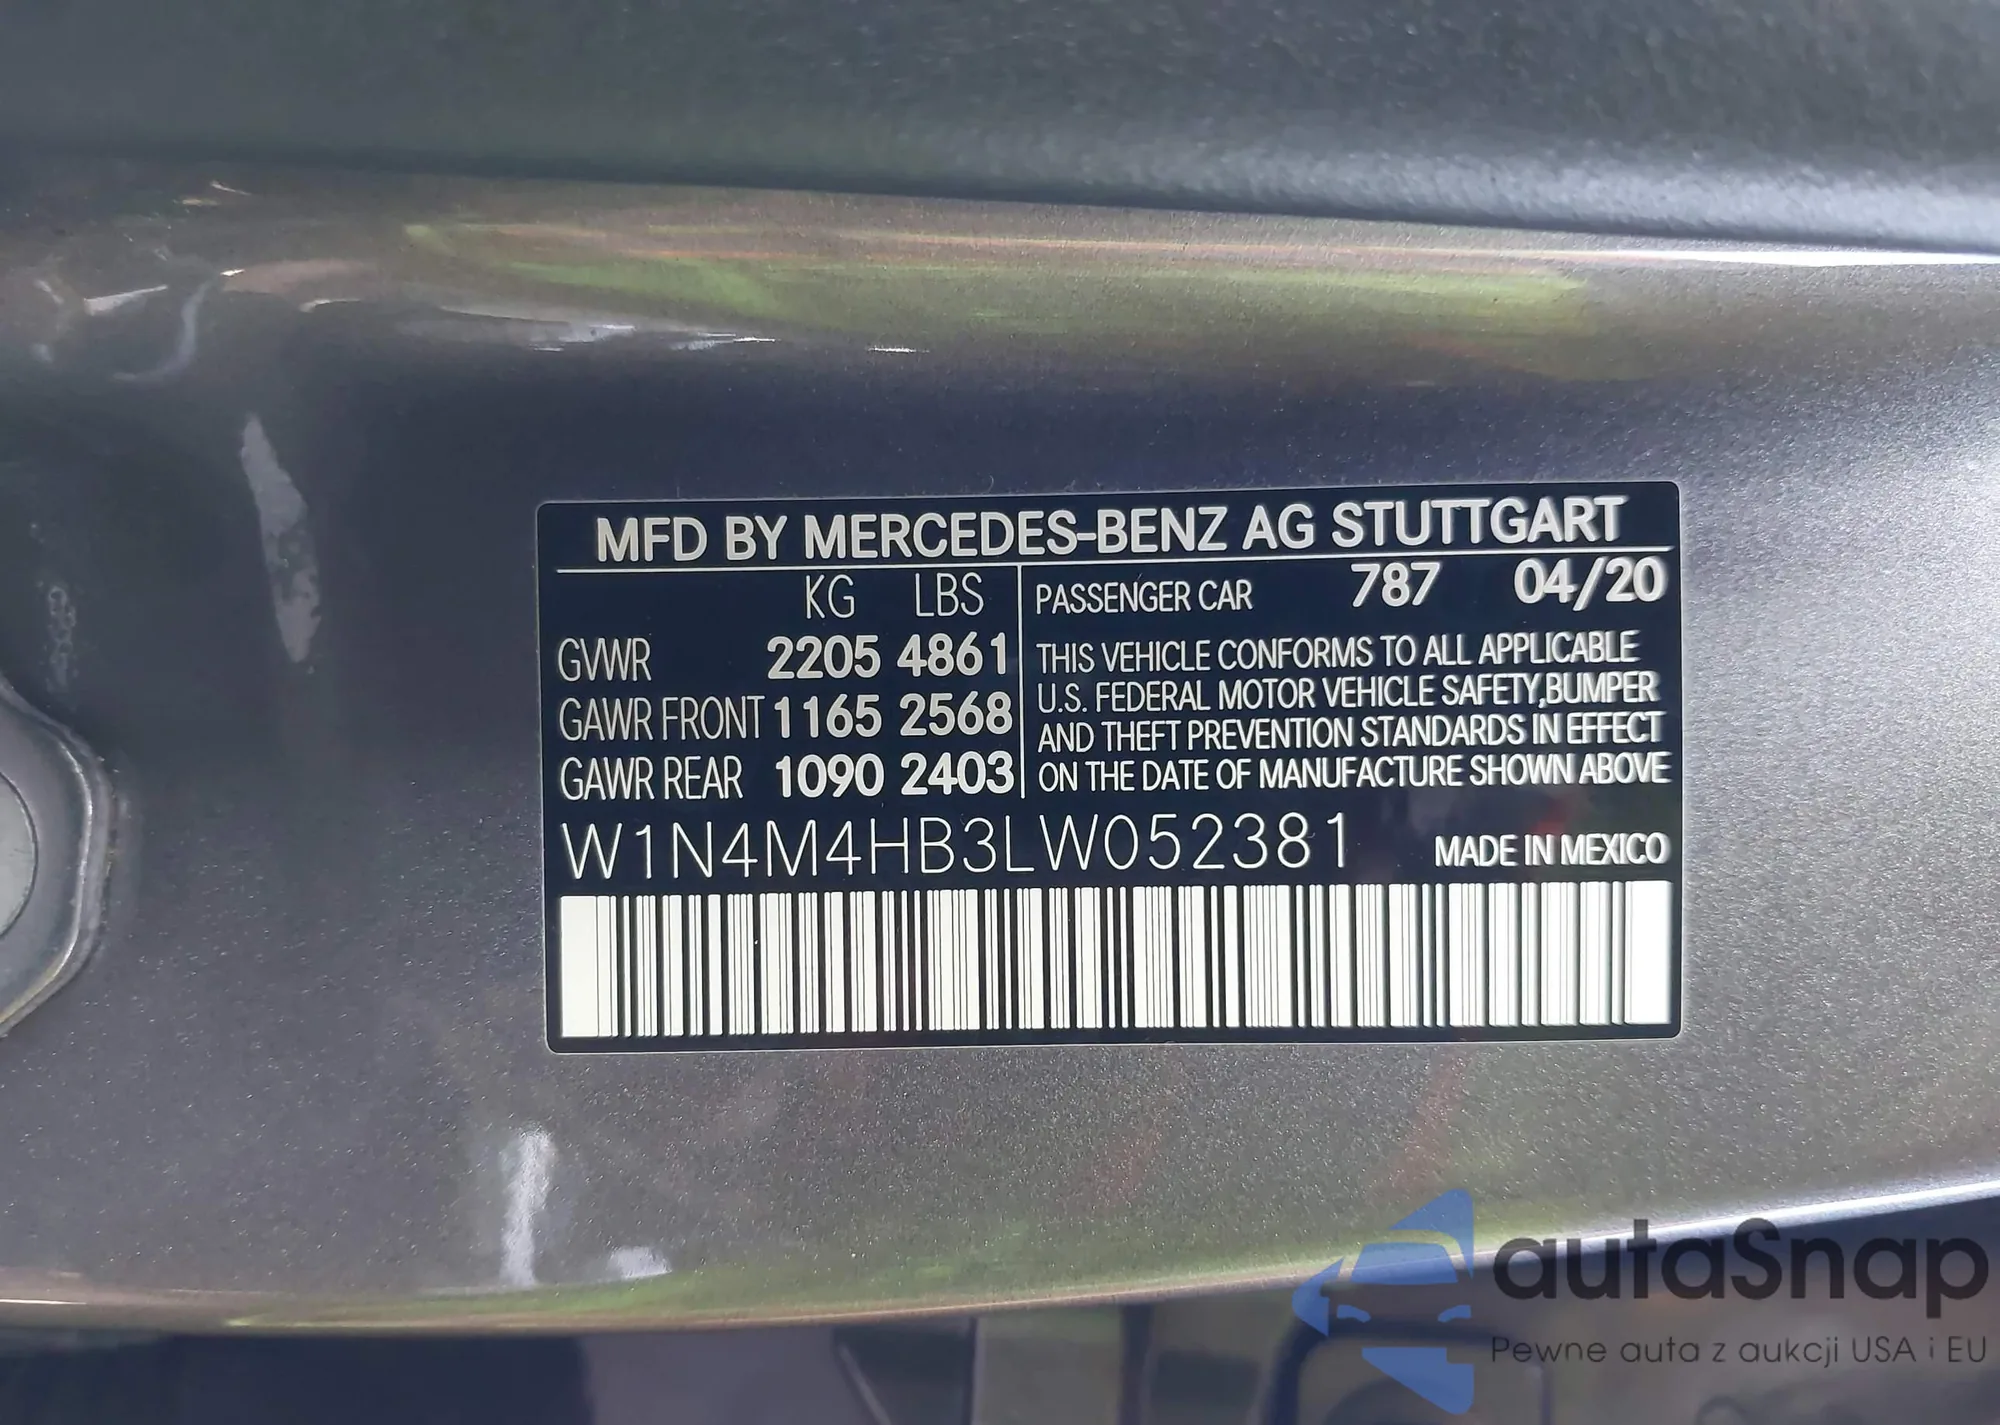 MFD BY MERCEDES-BENZ AG STUTTGART
KG LBS
GVWR 2205 4861
GAWR FRONT 1165 2568
GAWR REAR 1090 2403
PASSENGER CAR 787 04/20
THIS VEHICLE CONFORMS TO ALL APPLICABLE
U.S. FEDERAL MOTOR VEHICLE SAFETY,BUMPER
AND THEFT PREVENTION STANDARDS IN EFFECT
ON THE DATE OF MANUFACTURE SHOWN ABOVE
W1N4M4HB3LW052381 MADE IN MEXICO
autaSnap
Pewne auta z aukcji USA i EU